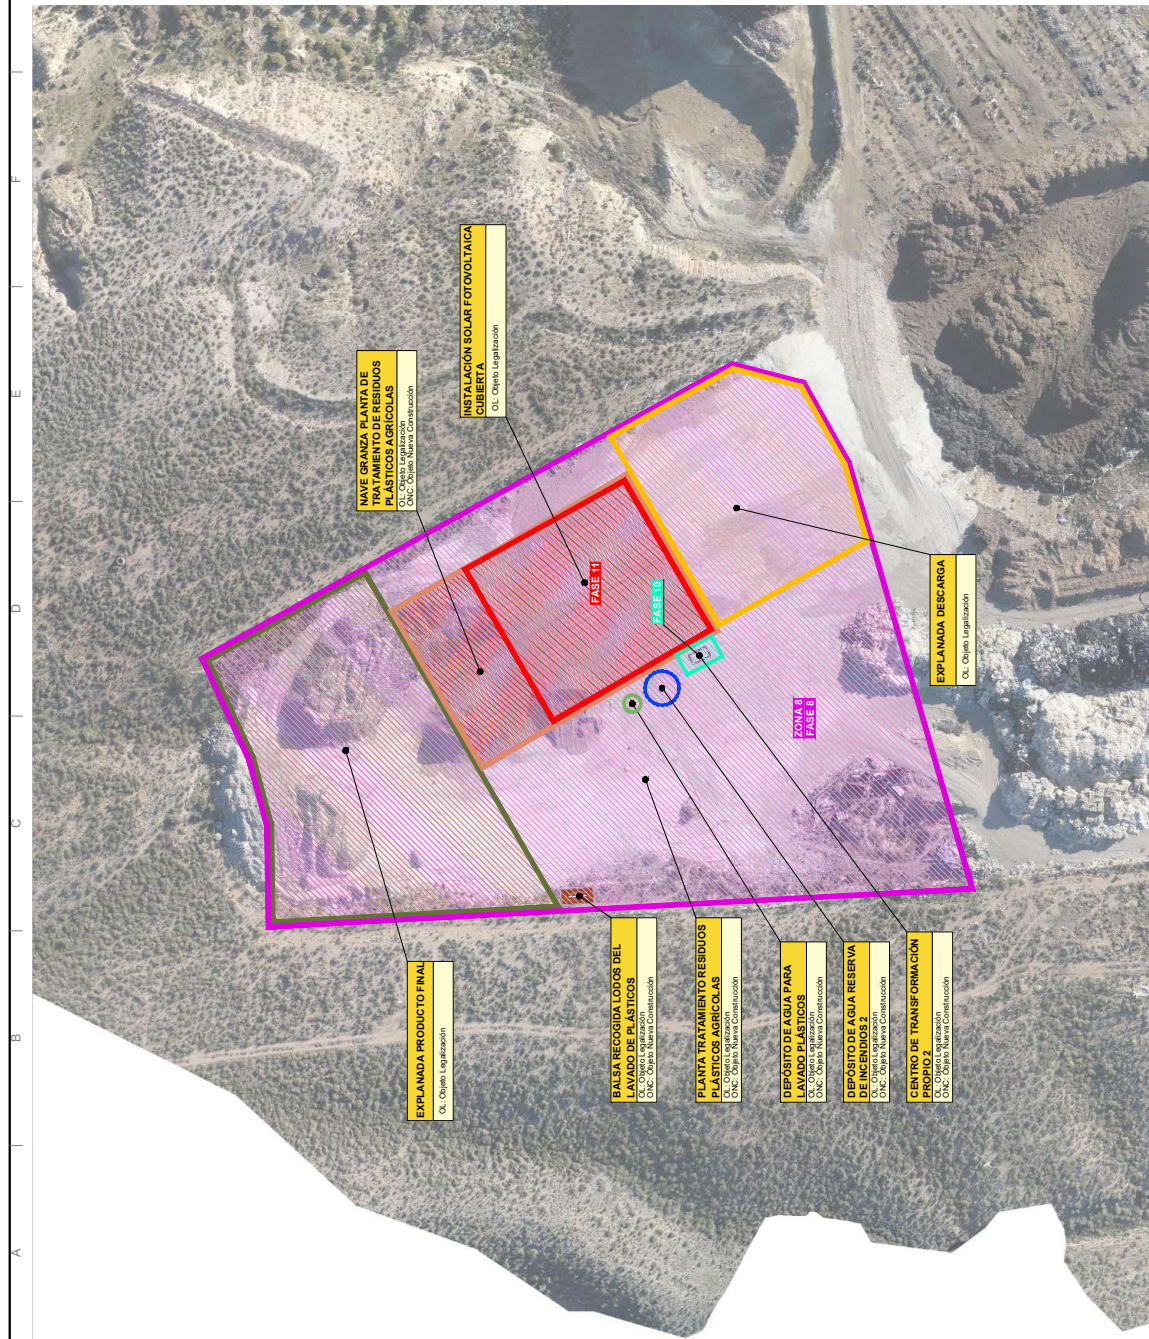 NAVE GRANZA PLANTA DE
TRATAMIENTO DE RESIDUOS
PLÁSTICOS AGRÍCOLAS
OL: Objeto Legalización
ONC: Objeto Nueva Construcción
INSTALACIÓN SOLAR FOTOVOLTAICA
CUBIERTA
OL: Objeto Legalización
FASE 11
FASE 10
ZONA 8
FASE 8
EXPLANADA DESCARGA
OL: Objeto Legalización
EXPLANADA PRODUCTO FINAL
OL: Objeto Legalización
BALSA RECOGIDA LODOS DEL
LAVADO DE PLÁSTICOS
OL: Objeto Legalización
ONC: Objeto Nueva Construcción
PLANTA TRATAMIENTO RESIDUOS
PLÁSTICOS AGRÍCOLAS
OL: Objeto Legalización
ONC: Objeto Nueva Construcción
DEPÓSITO DE AGUA PARA
LAVADO PLÁSTICOS
OL: Objeto Legalización
ONC: Objeto Nueva Construcción
DEPÓSITO DE AGUA RESERVA
DE INCENDIOS 2
OL: Objeto Legalización
ONC: Objeto Nueva Construcción
CENTRO DE TRANSFORMACIÓN
PROPIO 2
OL: Objeto Legalización
ONC: Objeto Nueva Construcción
A
B
C
D
E
F